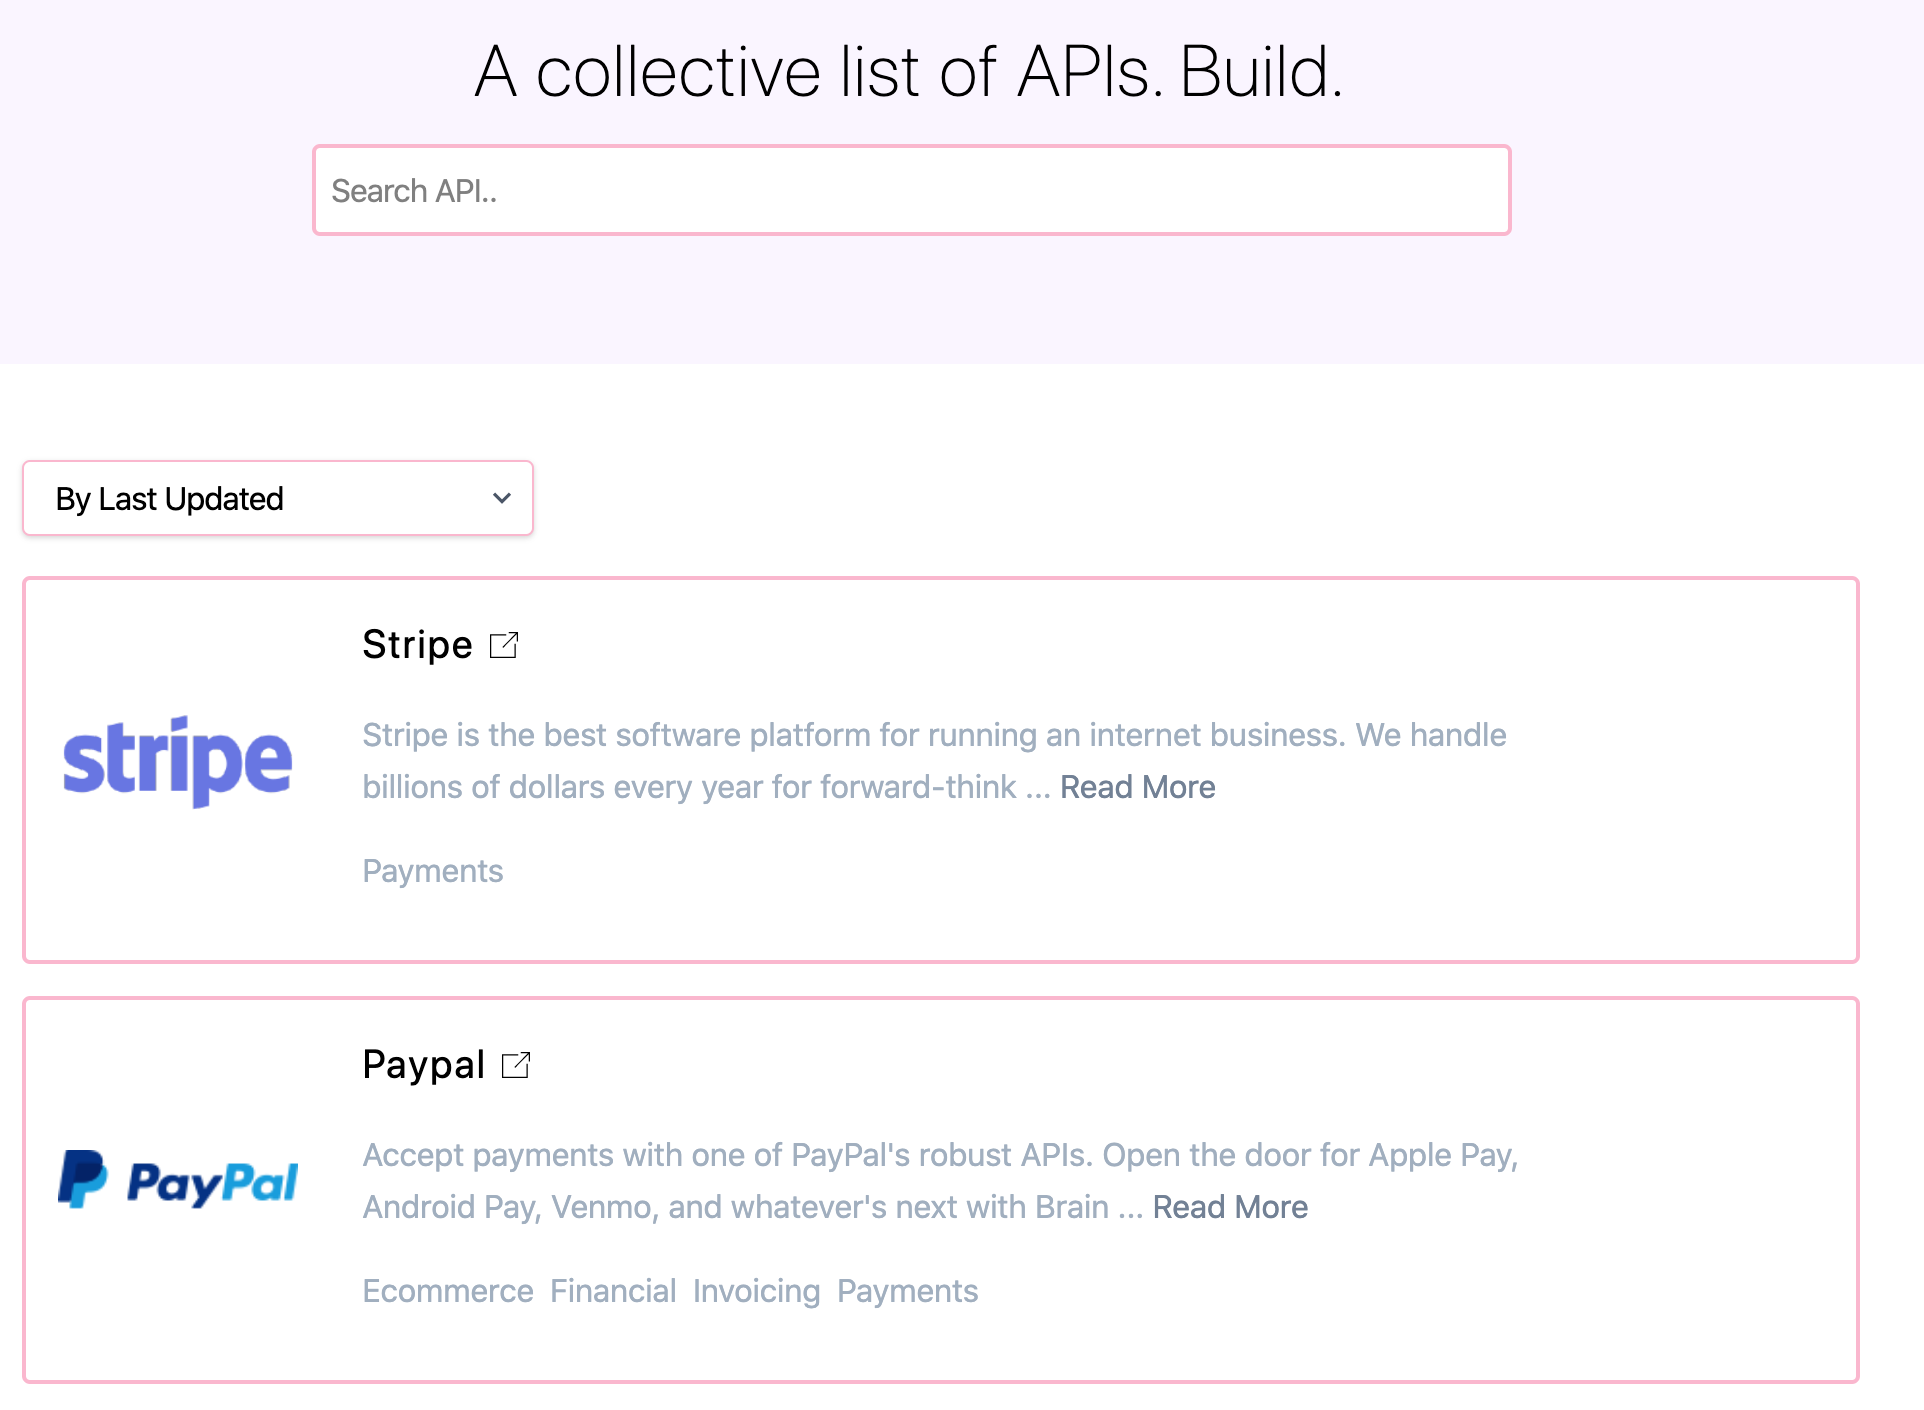 A collective list of APIs. Build.
Search API..
By Last Updated
Stripe
stripe
Stripe is the best software platform for running an internet business. We handle
billions of dollars every year for forward-think ... Read More
Payments
Paypal
PayPal
Accept payments with one of PayPal's robust APIs. Open the door for Apple Pay,
Android Pay, Venmo, and whatever's next with Brain ... Read More
Ecommerce Financial Invoicing Payments